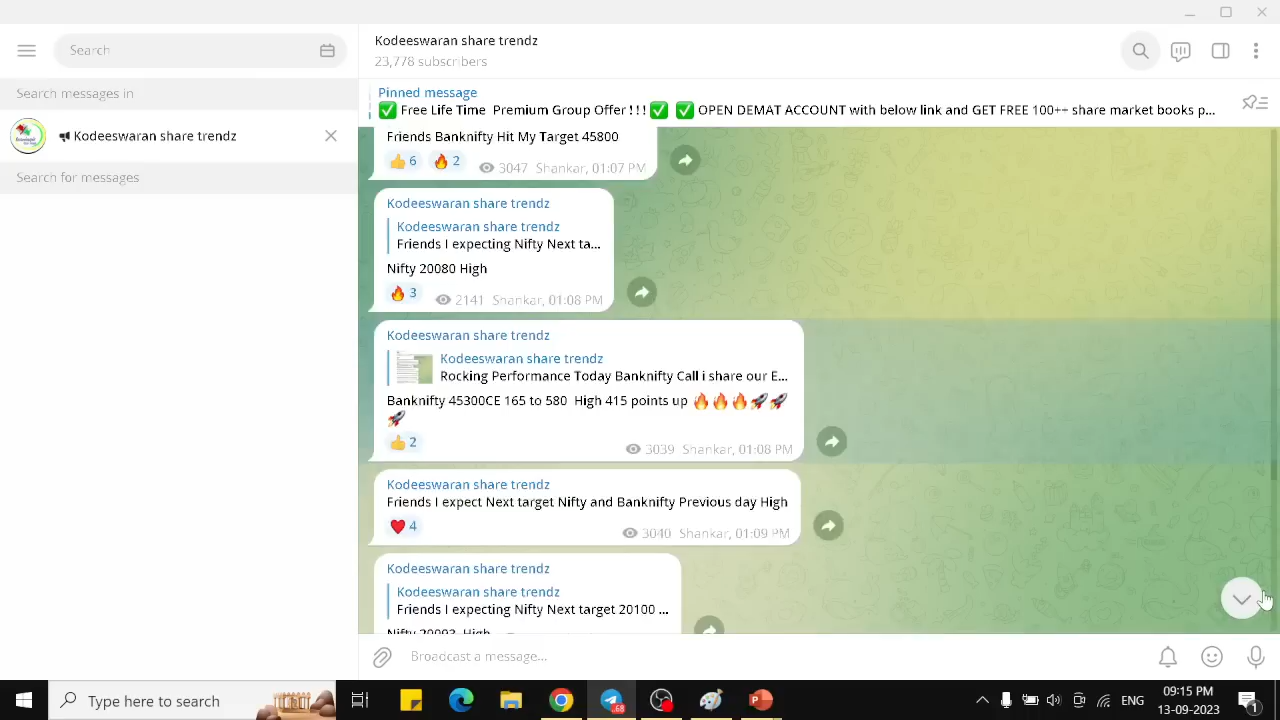 Search
Search messages in
Kodeeswaran share trendz
Search for messages
Kodeeswaran share trendz
23,778 subscribers
Pinned message
✅ Free Life Time Premium Group Offer ! ! ! ✅ ✅ OPEN DEMAT ACCOUNT with below link and GET FREE 100++ share market books p...
Friends Banknifty Hit My Target 45800
👍 6 🔥 2 3047 Shankar, 01:07 PM
Kodeeswaran share trendz
Kodeeswaran share trendz
Friends I expecting Nifty Next ta...
Nifty 20080 High
🔥 3 2141 Shankar, 01:08 PM
Kodeeswaran share trendz
Kodeeswaran share trendz
Rocking Performance Today Banknifty Call i share our E...
Banknifty 45300CE 165 to 580 High 415 points up 🔥🔥🔥🚀🚀
🚀
👍 2 3039 Shankar, 01:08 PM
Kodeeswaran share trendz
Friends I expect Next target Nifty and Banknifty Previous day High
❤ 4 3040 Shankar, 01:09 PM
Kodeeswaran share trendz
Kodeeswaran share trendz
Friends I expecting Nifty Next target 20100 ...
Nifty 20093 High
Broadcast a message...
Type here to search
.68
ENG
09:15 PM
13-09-2023
1